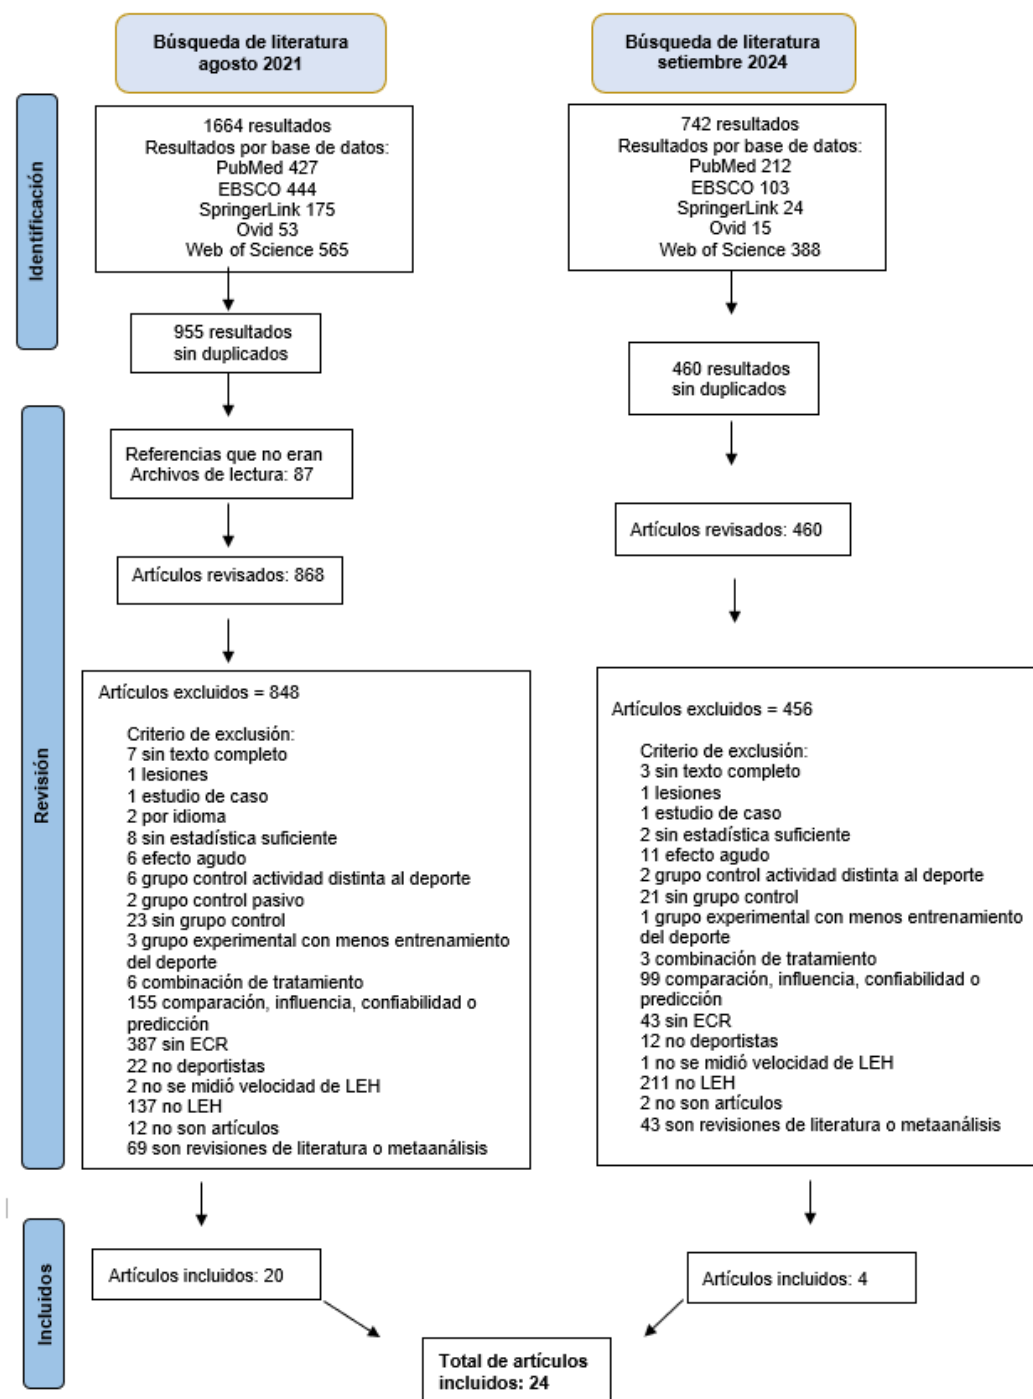 Búsqueda de literatura
agosto 2021
Búsqueda de literatura
setiembre 2024
Identificación
1664 resultados
Resultados por base de datos:
PubMed 427
EBSCO 444
SpringerLink 175
Ovid 53
Web of Science 565
742 resultados
Resultados por base de datos:
PubMed 212
EBSCO 103
SpringerLink 24
Ovid 15
Web of Science 388
955 resultados
sin duplicados
460 resultados
sin duplicados
Revisión
Referencias que no eran
Archivos de lectura: 87
Artículos revisados: 868
Artículos revisados: 460
Artículos excluidos = 848
Criterio de exclusión:
7 sin texto completo
1 lesiones
1 estudio de caso
2 por idioma
8 sin estadística suficiente
6 efecto agudo
6 grupo control actividad distinta al deporte
2 grupo control pasivo
23 sin grupo control
3 grupo experimental con menos entrenamiento
del deporte
6 combinación de tratamiento
155 comparación, influencia, confiabilidad o
predicción
387 sin ECR
22 no deportistas
2 no se midió velocidad de LEH
137 no LEH
12 no son artículos
69 son revisiones de literatura o metaanálisis
Artículos excluidos = 456
Criterio de exclusión:
3 sin texto completo
1 lesiones
1 estudio de caso
2 sin estadística suficiente
11 efecto agudo
2 grupo control actividad distinta al deporte
21 sin grupo control
1 grupo experimental con menos entrenamiento
del deporte
3 combinación de tratamiento
99 comparación, influencia, confiabilidad o
predicción
43 sin ECR
12 no deportistas
1 no se midió velocidad de LEH
211 no LEH
2 no son artículos
43 son revisiones de literatura o metaanálisis
Incluidos
Artículos incluidos: 20
Artículos incluidos: 4
Total de artículos
incluidos: 24